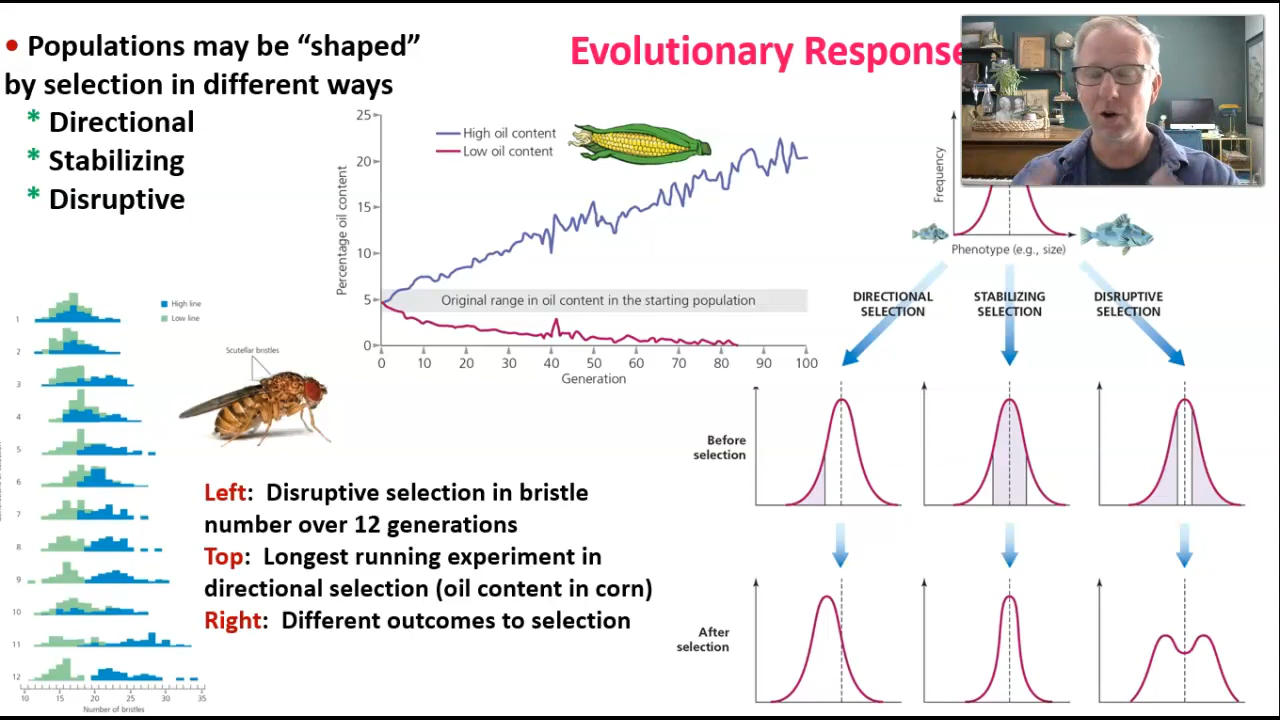 • Populations may be “shaped”
by selection in different ways
* Directional
* Stabilizing
* Disruptive
Evolutionary Response
25
20
15
10
5
0
Percentage oil content
High oil content
Low oil content
Original range in oil content in the starting population
0 10 20 30 40 50 60 70 80 90 100
Generation
Frequency
Phenotype (e.g., size)
DIRECTIONAL
SELECTION
STABILIZING
SELECTION
DISRUPTIVE
SELECTION
Before
selection
After
selection
High line
Low line
1
2
3
4
5
6
7
8
9
10
11
12
10 15 20 25 30 35
Number of bristles
Scutellar bristles
Left: Disruptive selection in bristle
number over 12 generations
Top: Longest running experiment in
directional selection (oil content in corn)
Right: Different outcomes to selection